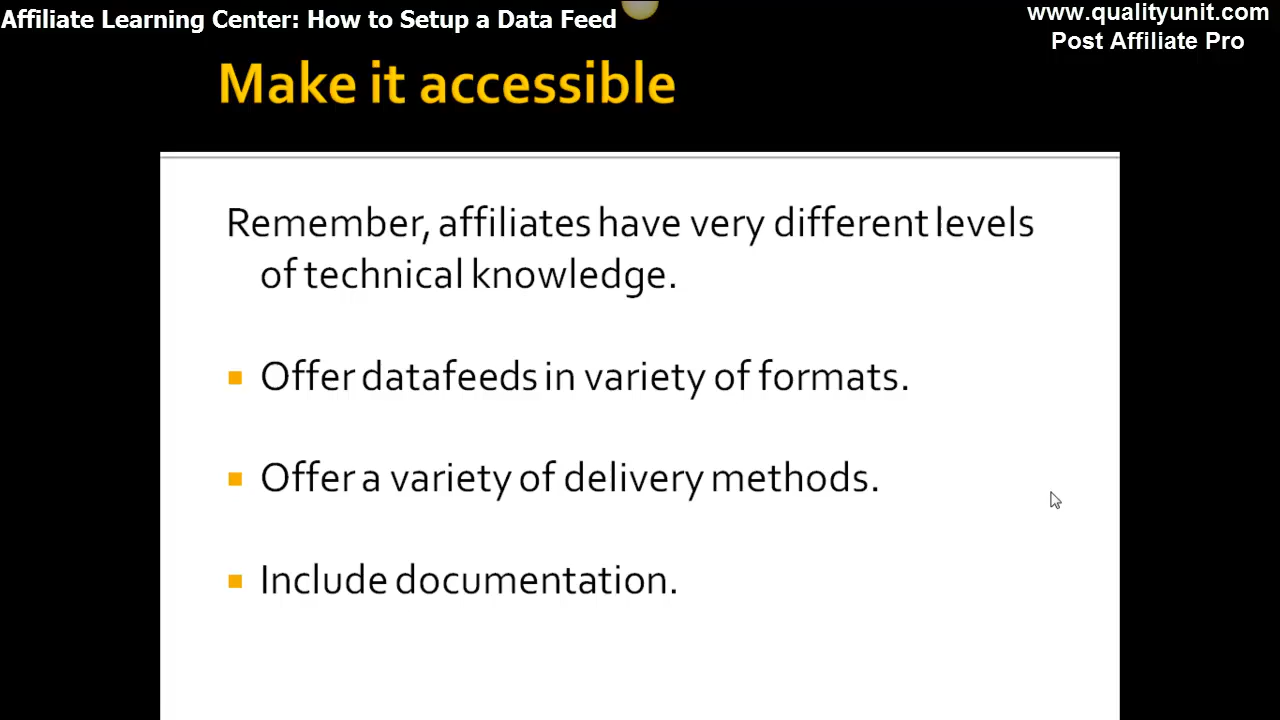 Affiliate Learning Center: How to Setup a Data Feed
www.qualityunit.com
Post Affiliate Pro
Make it accessible
Remember, affiliates have very different levels
of technical knowledge.
Offer datafeeds in variety of formats.
Offer a variety of delivery methods.
Include documentation.